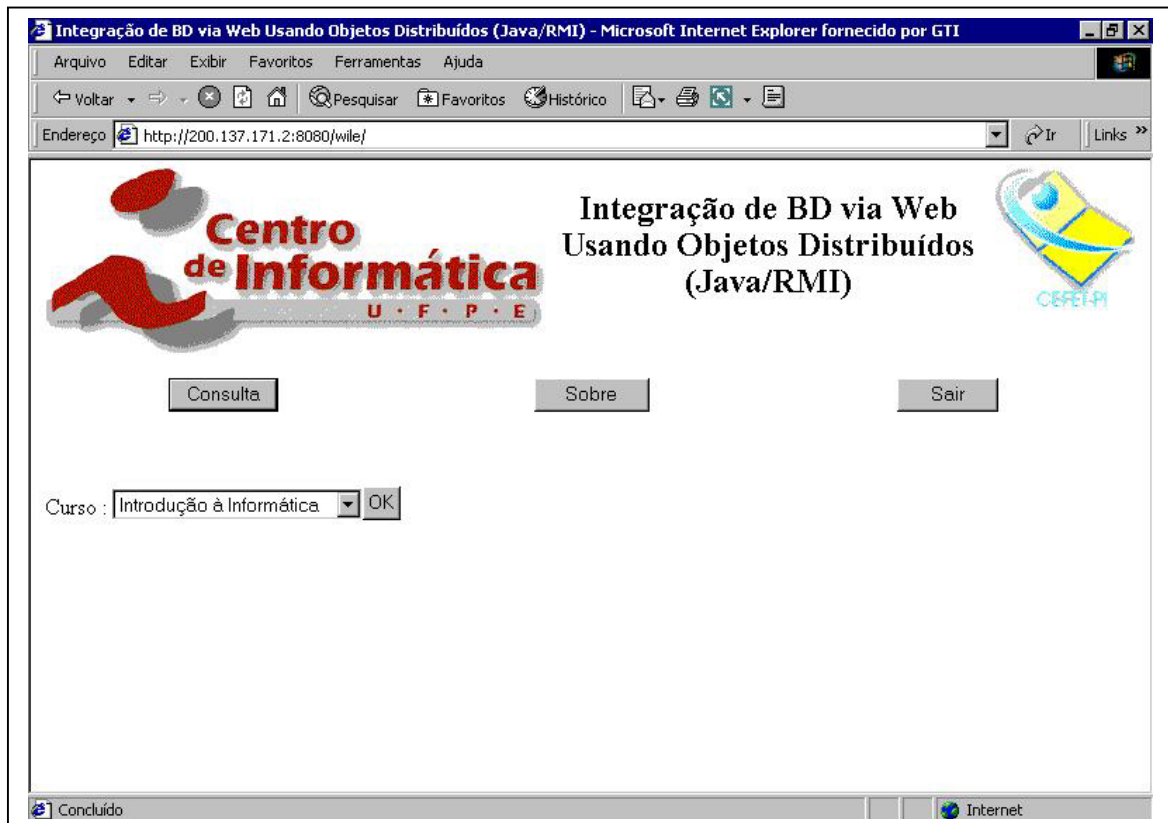 Integração de BD via Web Usando Objetos Distribuídos (Java/RMI) - Microsoft Internet Explorer fornecido por GTI
Arquivo Editar Exibir Favoritos Ferramentas Ajuda
Voltar Pesquisar Favoritos Histórico
Endereço http://200.137.171.2:8080/wile/ Ir Links »
Centro
de Informática
U · F · P · E
Integração de BD via Web
Usando Objetos Distribuídos
(Java/RMI)
CEFET-PI
Consulta Sobre Sair
Curso : Introdução à Informática OK
Concluído Internet